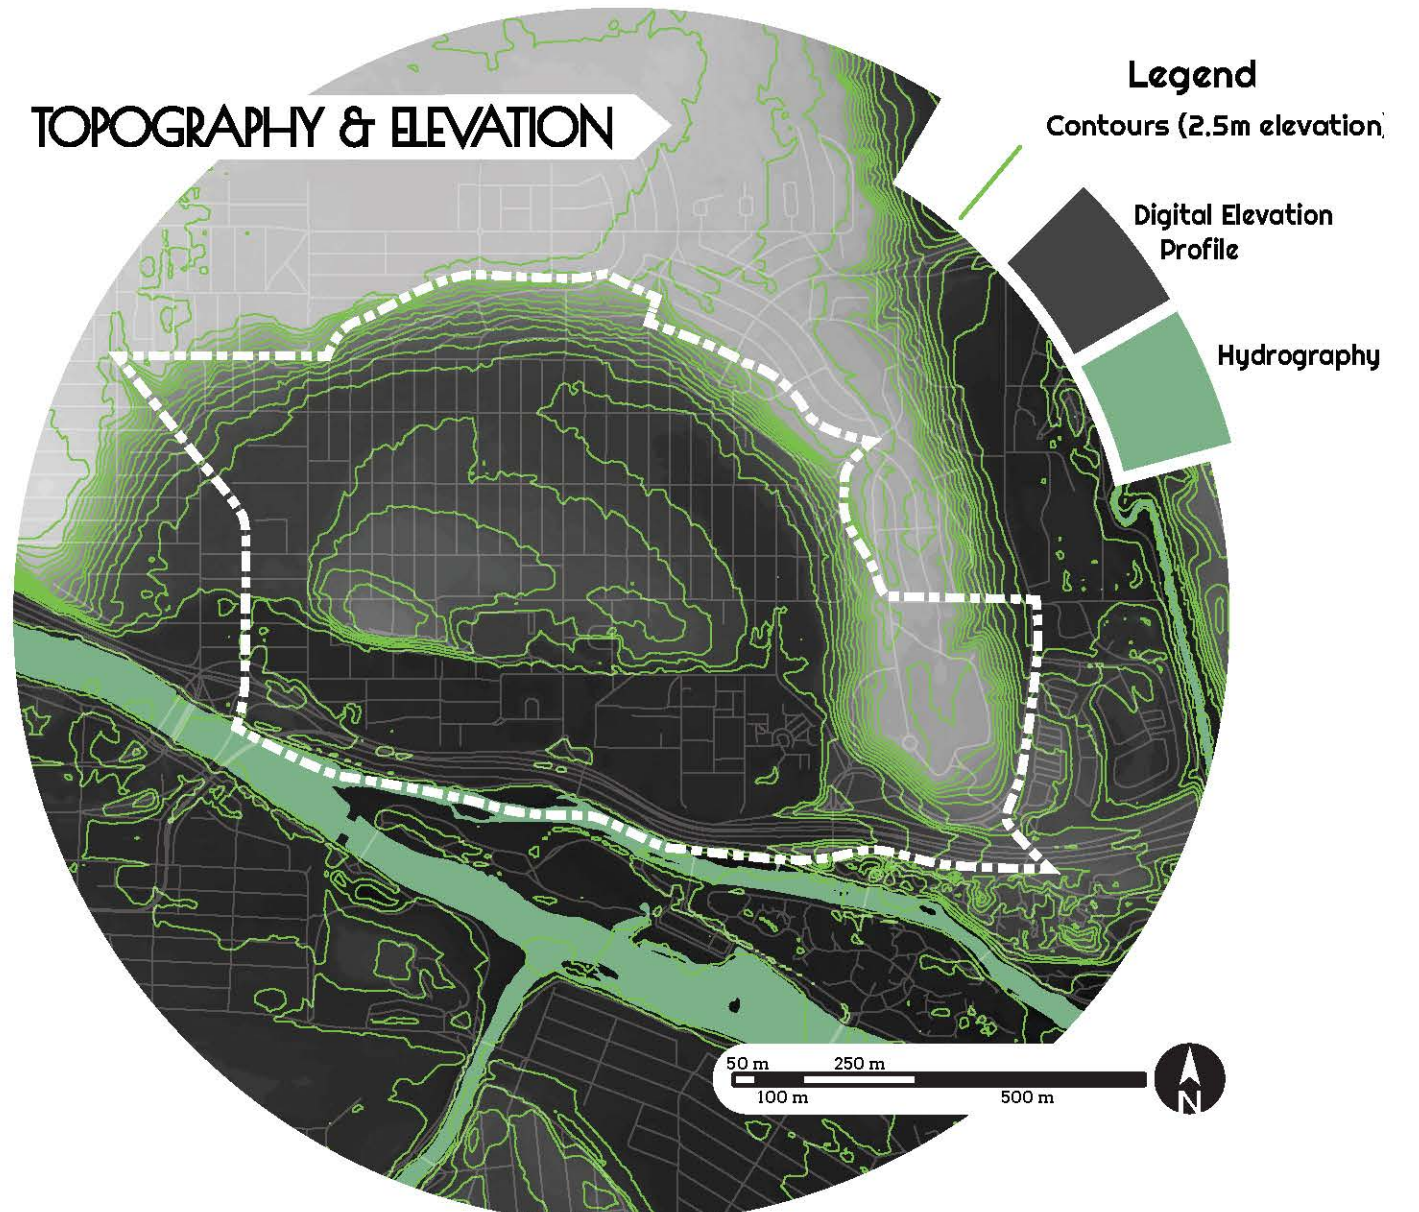 TOPOGRAPHY & ELEVATION
Legend
Contours (2.5m elevation)
Digital Elevation
Profile
Hydrography
50 m
250 m
100 m
500 m
N